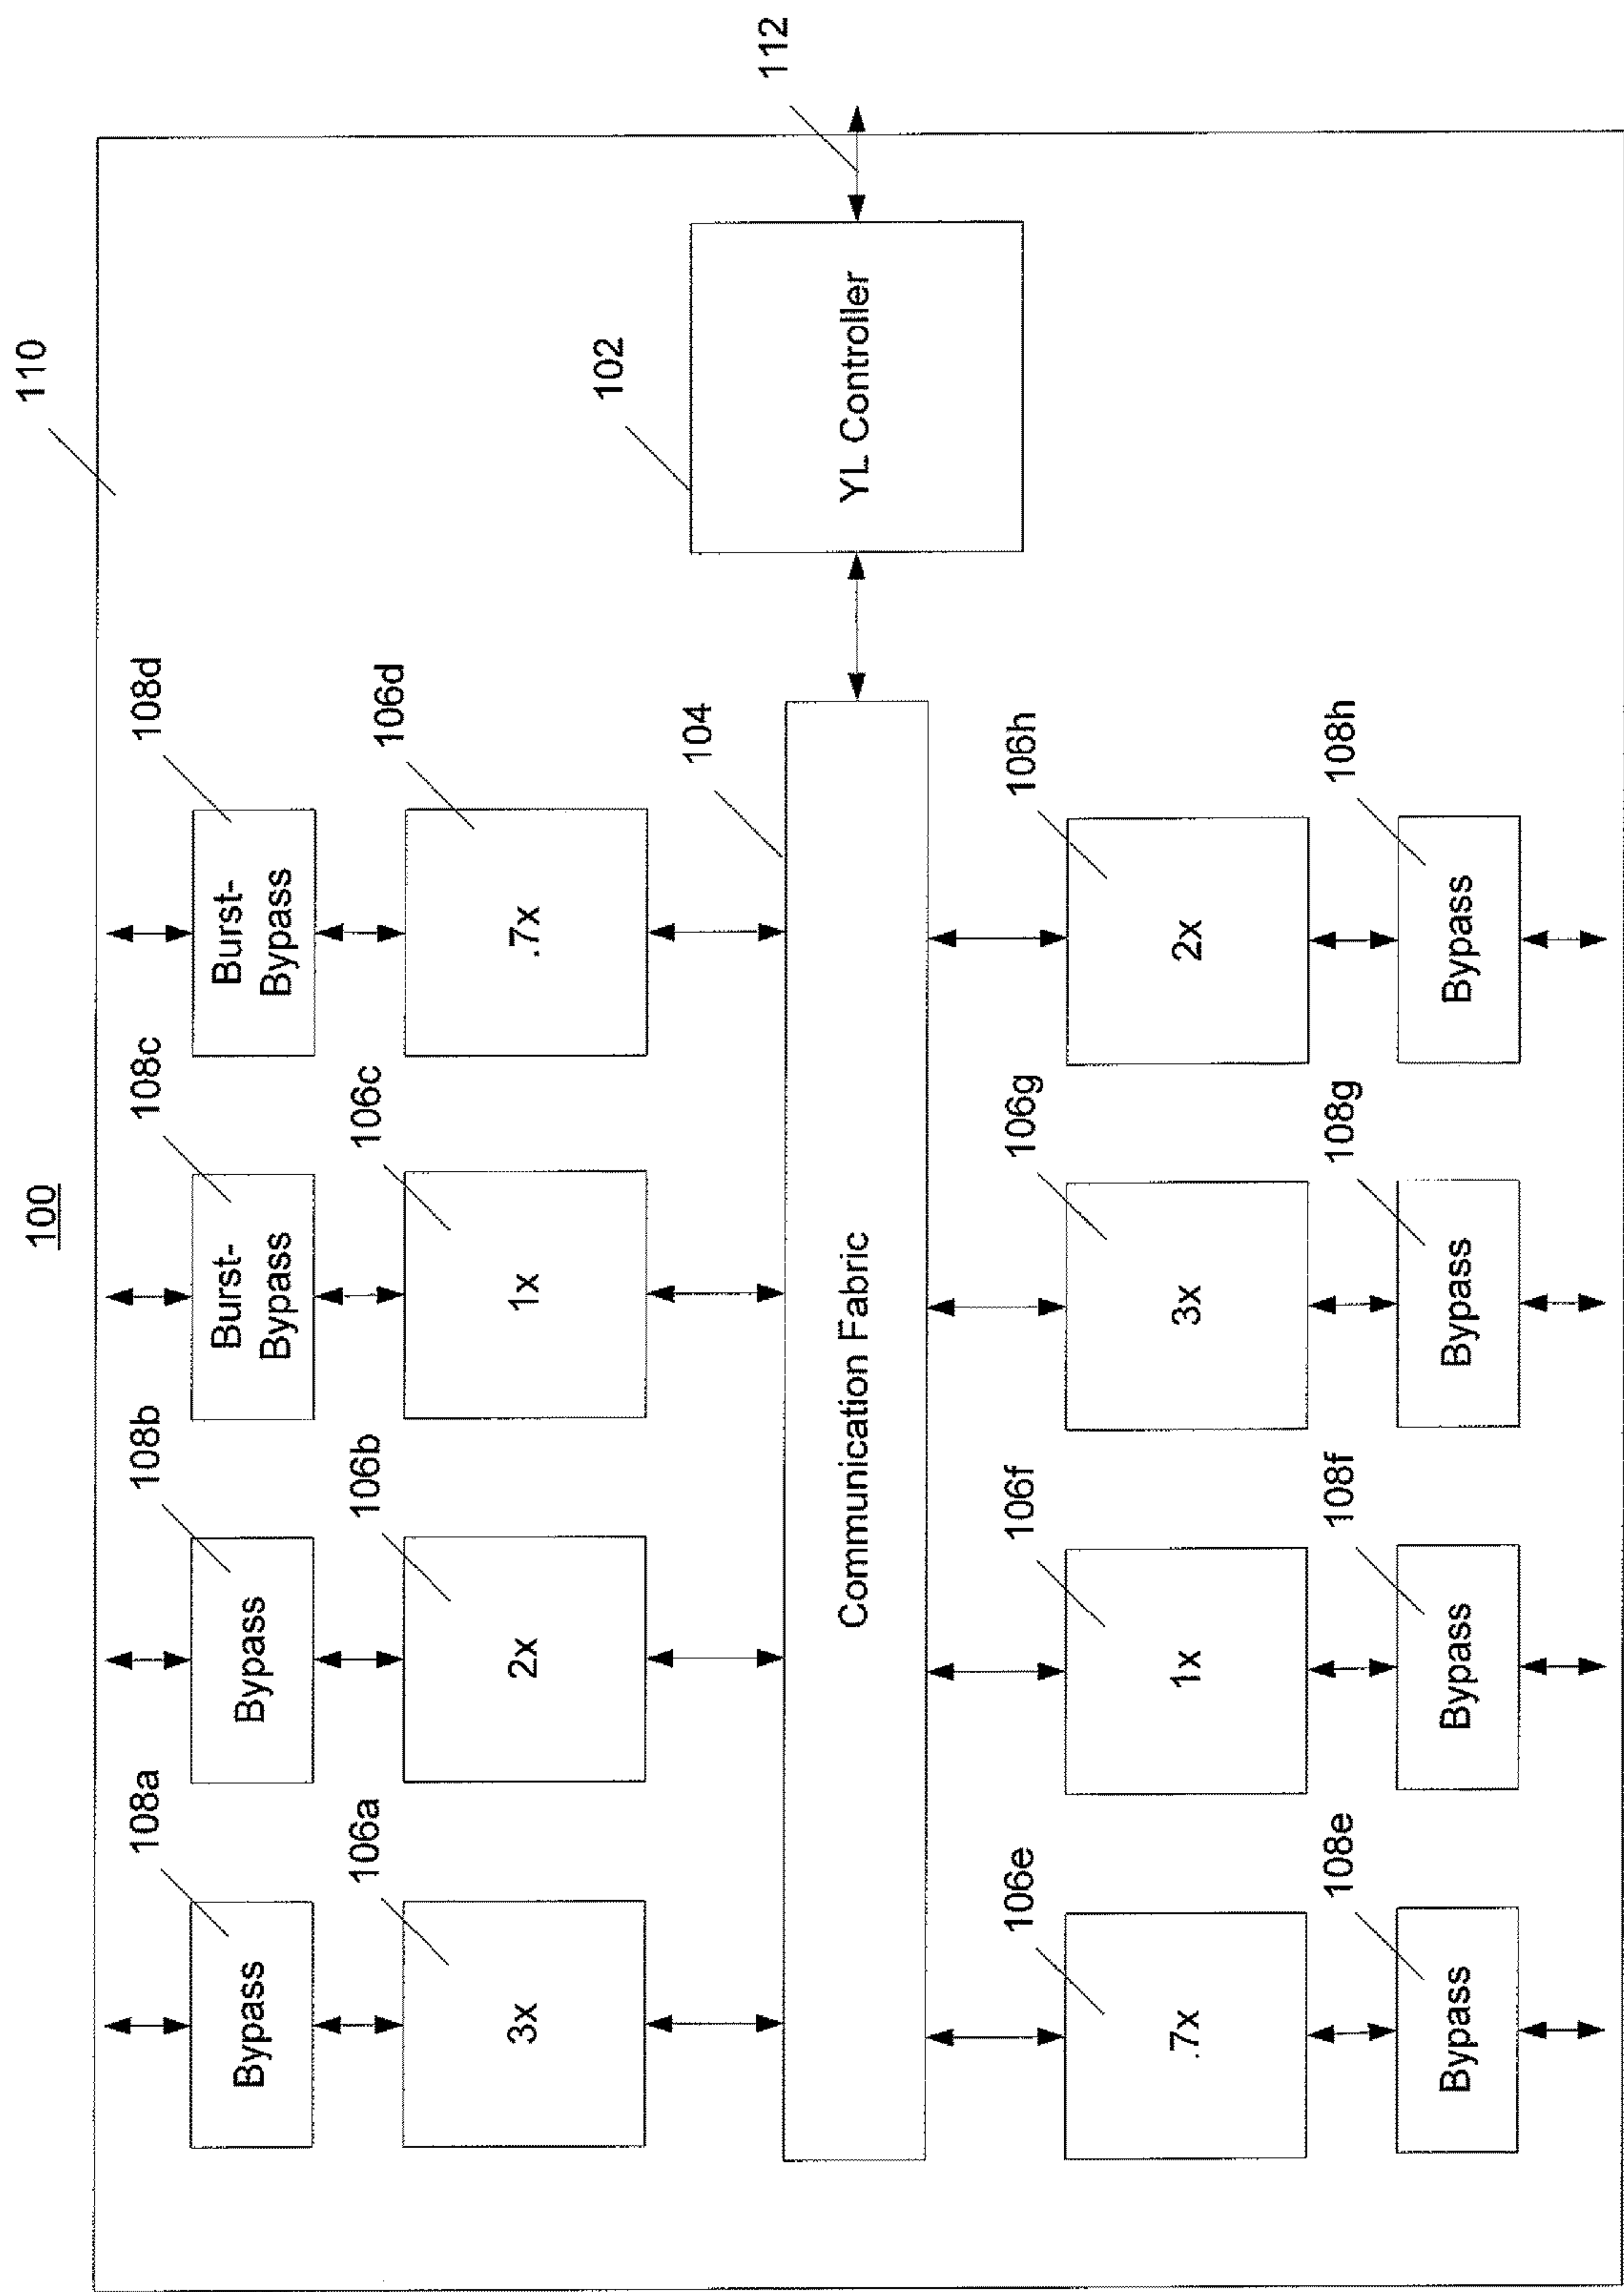 100
110
108a
108b
108c
108d
Bypass
Bypass
Burst-
Bypass
Burst-
Bypass
106a
106b
106c
106d
3x
2x
1x
.7x
102
112
104
Communication Fabric
YL Controller
106e
106f
106g
106h
.7x
1x
3x
2x
108e
108f
108g
108h
Bypass
Bypass
Bypass
Bypass